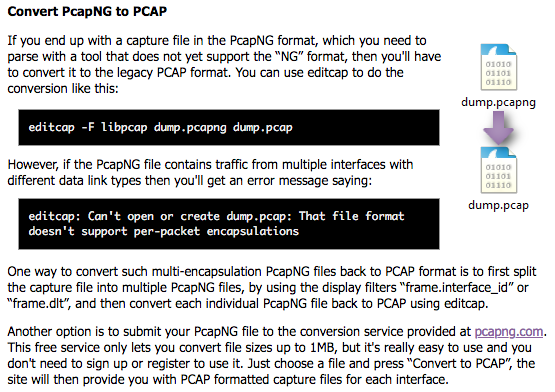 Convert PcapNG to PCAP
If you end up with a capture file in the PcapNG format, which you need to
parse with a tool that does not yet support the “NG” format, then you'll have
to convert it to the legacy PCAP format. You can use editcap to do the
conversion like this:
editcap -F libpcap dump.pcapng dump.pcap
However, if the PcapNG file contains traffic from multiple interfaces with
different data link types then you'll get an error message saying:
editcap: Can't open or create dump.pcap: That file format
doesn't support per-packet encapsulations
01010
01101
01110
dump.pcapng
01010
01101
01110
dump.pcap
One way to convert such multi-encapsulation PcapNG files back to PCAP format is to first split
the capture file into multiple PcapNG files, by using the display filters “frame.interface_id” or
“frame.dlt”, and then convert each individual PcapNG file back to PCAP using editcap.
Another option is to submit your PcapNG file to the conversion service provided at pcapng.com.
This free service only lets you convert file sizes up to 1MB, but it's really easy to use and you
don't need to sign up or register to use it. Just choose a file and press “Convert to PCAP”, the
site will then provide you with PCAP formatted capture files for each interface.